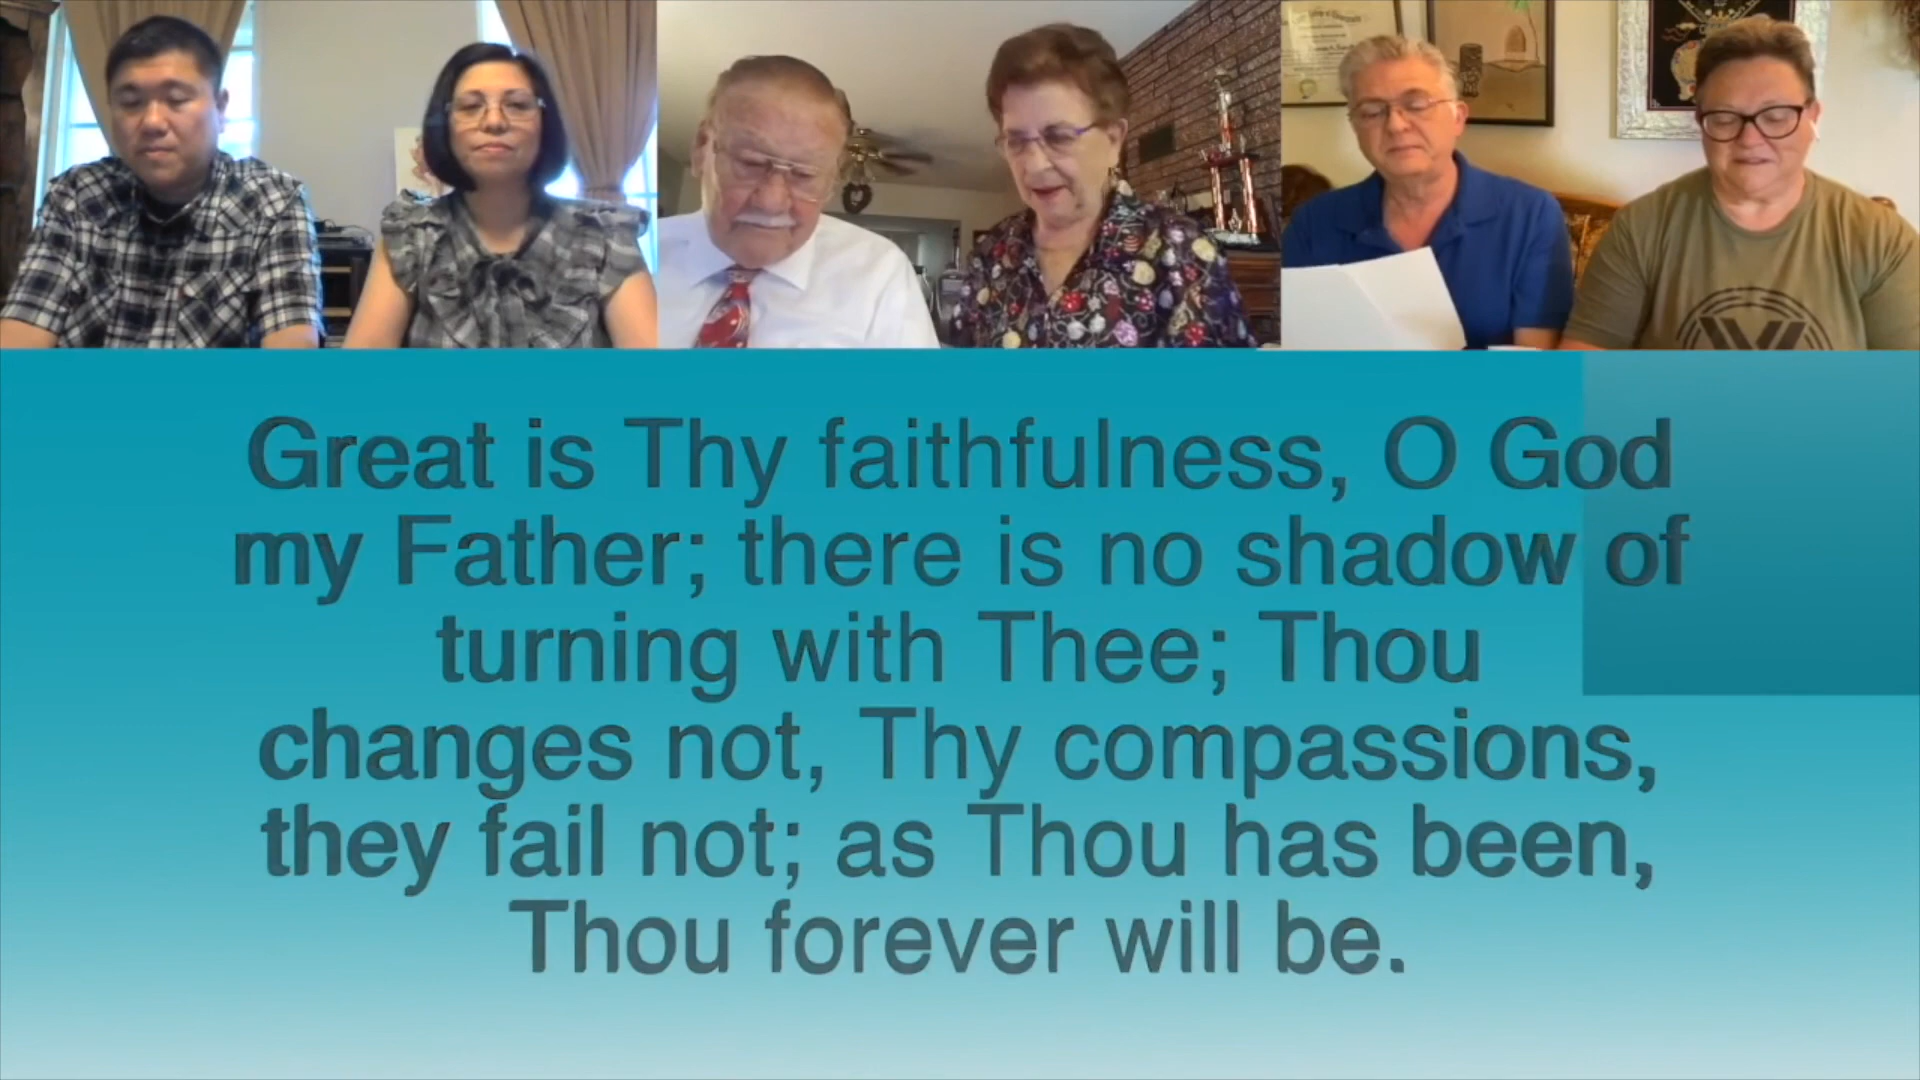 Great is Thy faithfulness, O God
my Father; there is no shadow of
turning with Thee; Thou
changes not, Thy compassions,
they fail not; as Thou has been,
Thou forever will be.